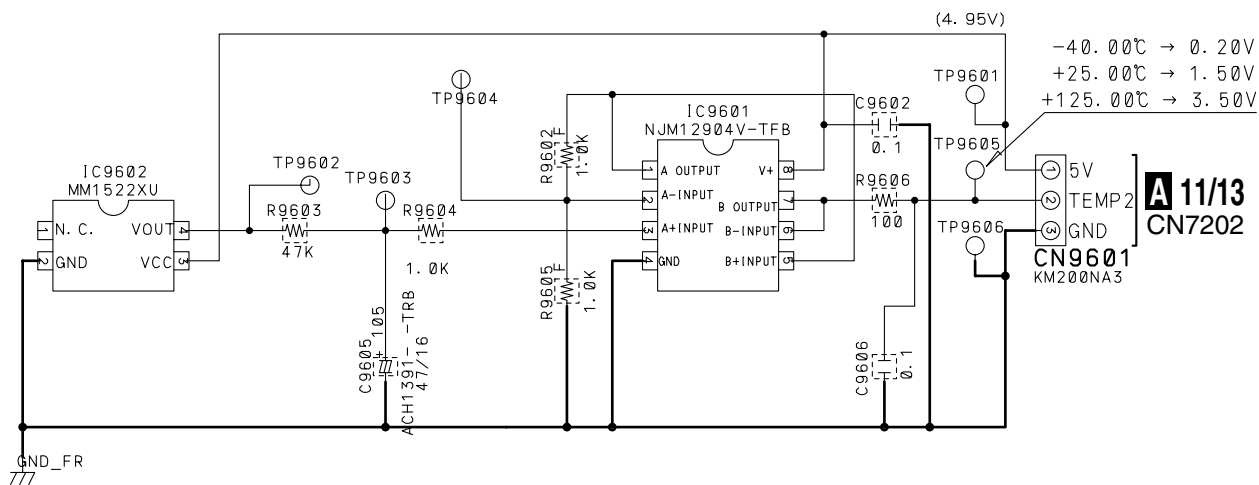 (4.95V)
-40.00℃ → 0.20V
+25.00℃ → 1.50V
+125.00℃ → 3.50V
TP9601
TP9604
IC9601
NJM12904V-TFB
C9602
0.1
R9602
F
1.0K
IC9602
MM1522XU
TP9602
TP9603
TP9605
1 A OUTPUT
V+ 8
2 A-INPUT
B OUTPUT 7
3 A+INPUT
B-INPUT 6
4 GND
B+INPUT 5
R9606
100
1 5V
2 TEMP2
3 GND
A 11/13
CN7202
1 N.C.
VOUT 4
2 GND
VCC 3
R9603
47K
R9604
1.0K
TP9606
CN9601
KM200NA3
R9605
F
1.0K
C9605
105
+
ACH1391- -TRB
47/16
C9606
0.1
GND_FR